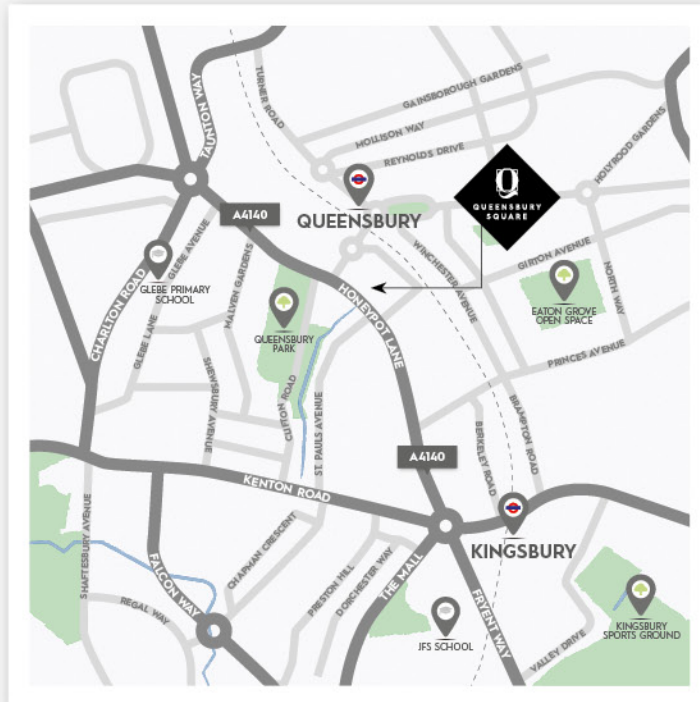 TAUNTON WAY
TURNER ROAD
GAINSBOROUGH GARDENS
MOLLISON WAY
REYNOLDS DRIVE
HOLYROOD GARDENS
A4140
QUEENSBURY
Q
QUEENSBURY
SQUARE
GLEBE AVENUE
GLEBE PRIMARY
SCHOOL
MALVEN GARDENS
WINCHESTER AVENUE
GIRTON AVENUE
NORTH WAY
EATON GROVE
OPEN SPACE
CHARLTON ROAD
GLEBE LANE
QUEENSBURY
PARK
HONEYPOT LANE
PRINCES AVENUE
SHEWSBURY AVENUE
CLIFTON ROAD
ST. PAULS AVENUE
BERKELEY ROAD
BRAMPTON ROAD
A4140
KENTON ROAD
KINGSBURY
SHAFTESBURY AVENUE
FALCON WAY
CHAPMAN CRESCENT
PRESTON HILL
DORCHESTER WAY
THE MALL
FRYENT WAY
REGAL WAY
JFS SCHOOL
VALLEY DRIVE
KINGSBURY
SPORTS GROUND